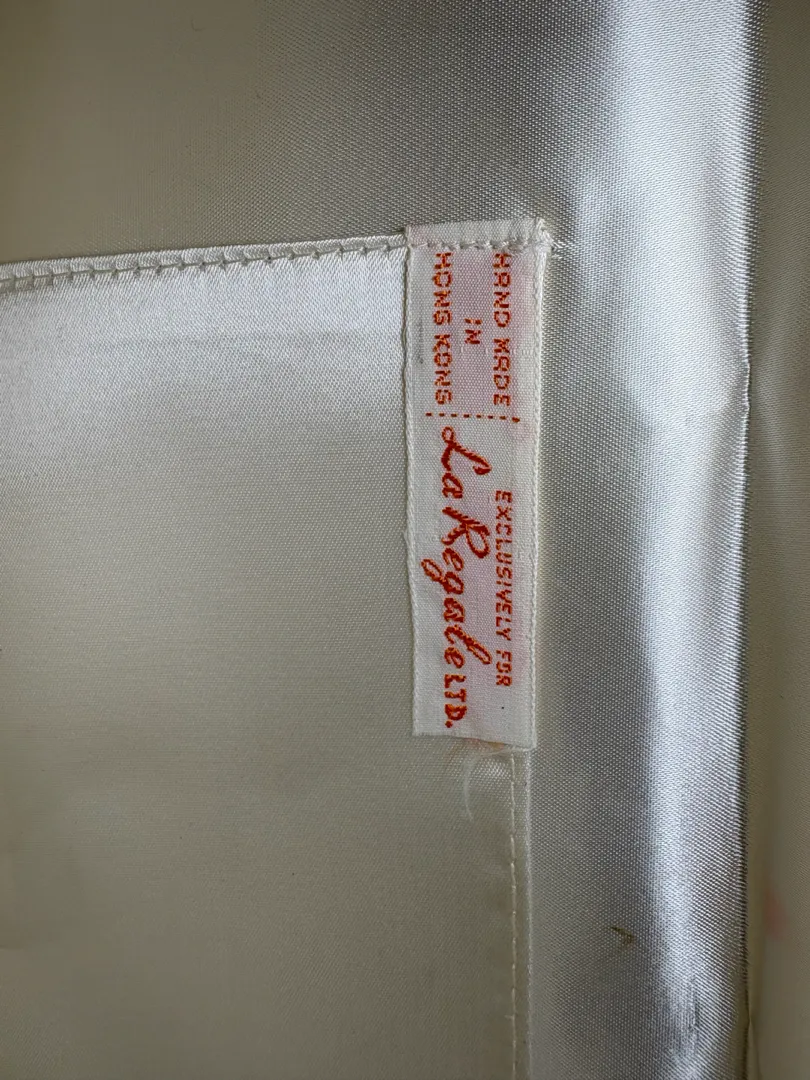 HAND MADE
IN
HONG KONG
EXCLUSIVELY FOR
La Regale LTD.